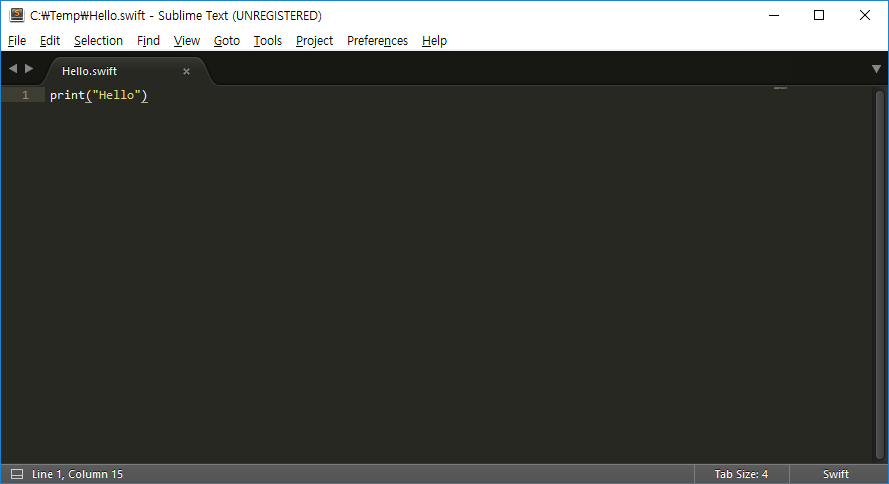 C:₩Temp₩Hello.swift - Sublime Text (UNREGISTERED)
File Edit Selection Find View Goto Tools Project Preferences Help
Hello.swift
1 print("Hello")
Line 1, Column 15 Tab Size: 4 Swift